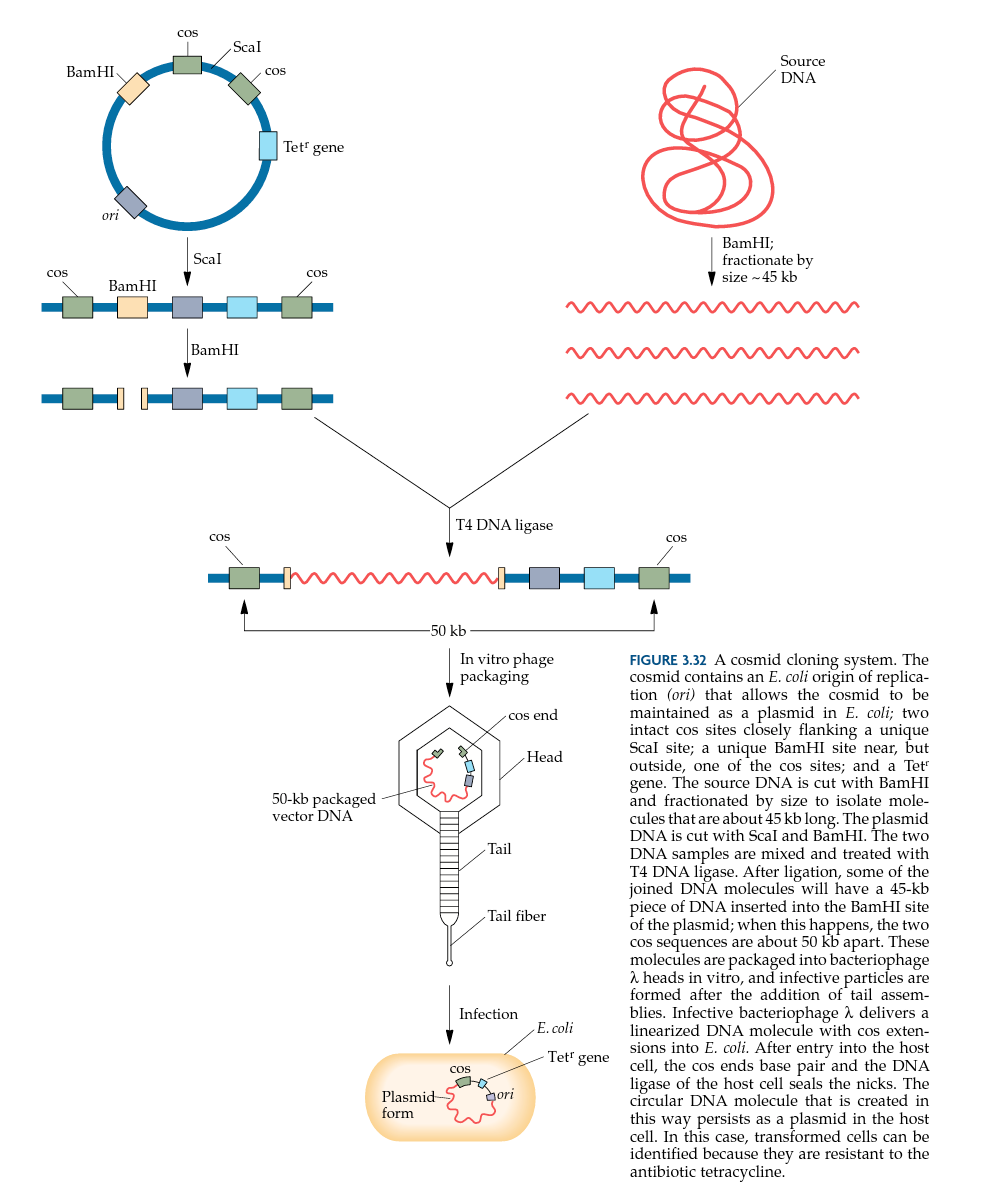 cos
ScaI
BamHI
cos
Tetʳ gene
ori
Source
DNA
ScaI
BamHI;
fractionate by
size ~45 kb
cos
BamHI
cos
BamHI
T4 DNA ligase
cos
cos
50 kb
In vitro phage
packaging
cos end
Head
50-kb packaged
vector DNA
Tail
Tail fiber
Infection
E. coli
Tetʳ gene
cos
Plasmid
form
ori
FIGURE 3.32 A cosmid cloning system. The
cosmid contains an E. coli origin of replica-
tion (ori) that allows the cosmid to be
maintained as a plasmid in E. coli; two
intact cos sites closely flanking a unique
ScaI site; a unique BamHI site near, but
outside, one of the cos sites; and a Tetʳ
gene. The source DNA is cut with BamHI
and fractionated by size to isolate mole-
cules that are about 45 kb long. The plasmid
DNA is cut with ScaI and BamHI. The two
DNA samples are mixed and treated with
T4 DNA ligase. After ligation, some of the
joined DNA molecules will have a 45-kb
piece of DNA inserted into the BamHI site
of the plasmid; when this happens, the two
cos sequences are about 50 kb apart. These
molecules are packaged into bacteriophage
λ heads in vitro, and infective particles are
formed after the addition of tail assem-
blies. Infective bacteriophage λ delivers a
linearized DNA molecule with cos exten-
sions into E. coli. After entry into the host
cell, the cos ends base pair and the DNA
ligase of the host cell seals the nicks. The
circular DNA molecule that is created in
this way persists as a plasmid in the host
cell. In this case, transformed cells can be
identified because they are resistant to the
antibiotic tetracycline.